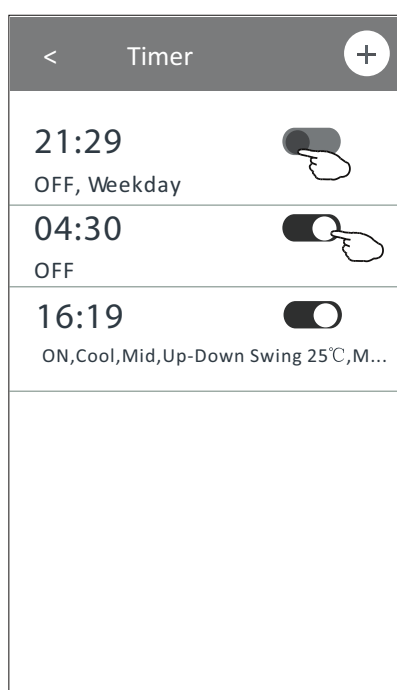 < Timer +
21:29
OFF, Weekday
04:30
OFF
16:19
ON,Cool,Mid,Up-Down Swing 25℃,M...